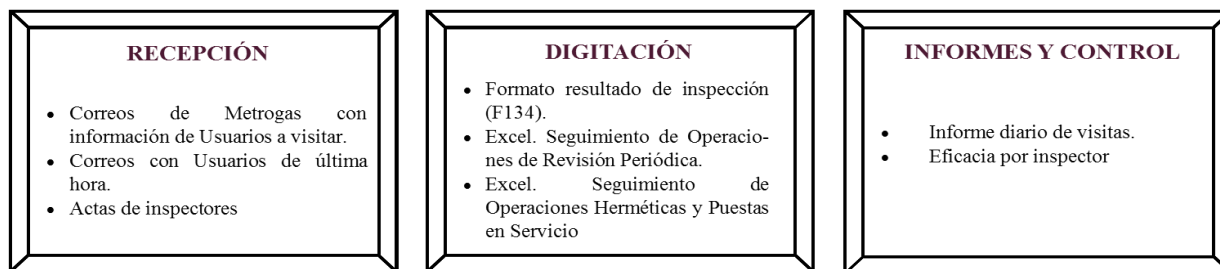 RECEPCIÓN
• Correos de Metrogas con
información de Usuarios a visitar.
• Correos con Usuarios de última
hora.
• Actas de inspectores
DIGITACIÓN
• Formato resultado de inspección
(F134).
• Excel. Seguimiento de Operacio-
nes de Revisión Periódica.
• Excel. Seguimiento de
Operaciones Herméticas y Puestas
en Servicio
INFORMES Y CONTROL
• Informe diario de visitas.
• Eficacia por inspector